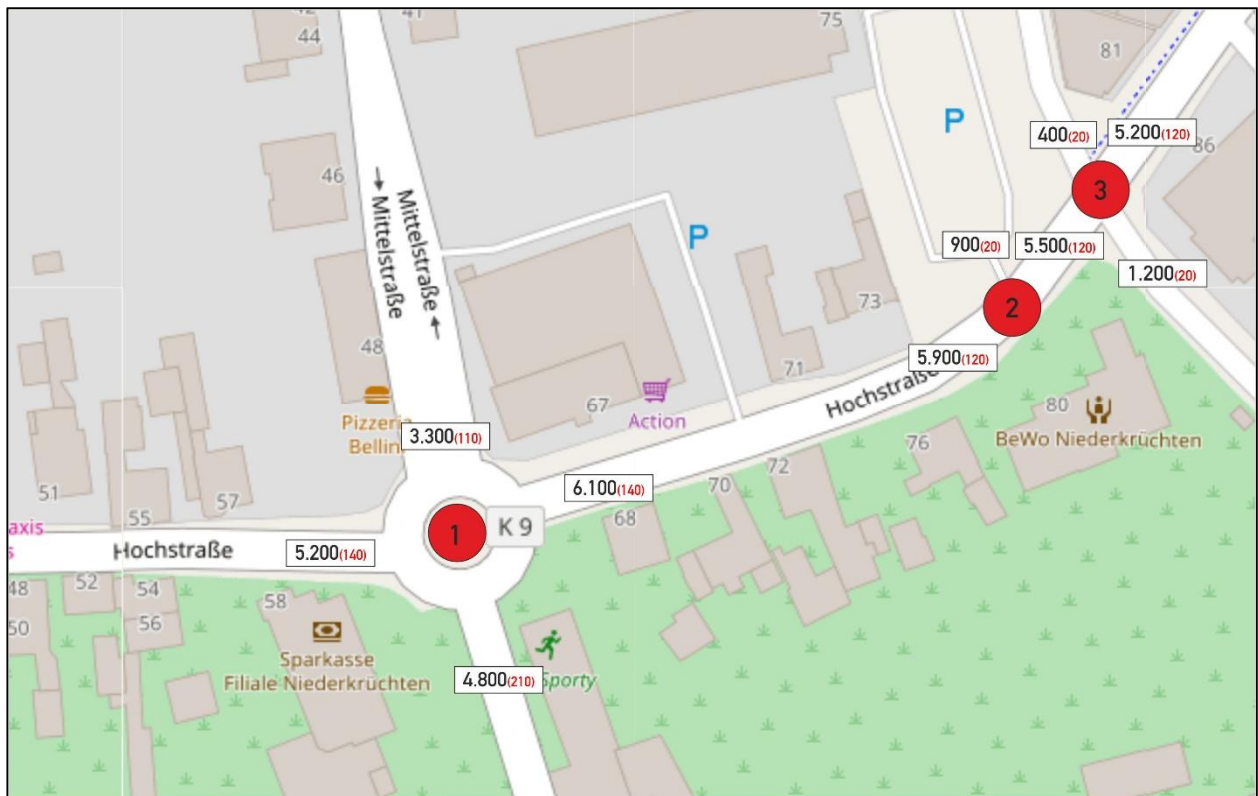 44
41
75
81
P
400(20)
5.200(120)
86
46
3
→ Mittelstraße
Mittelstraße ←
P
900(20)
5.500(120)
1.200(20)
73
2
48
5.900(120)
71
Pizzeria
Bellin
67
Action
Hochstraße
80
BeWo Niederkrüchten
3.300(110)
76
72
51
57
6.100(140)
70
55
68
axis
s
1
K 9
Hochstraße
5.200(140)
48
52
54
58
50
56
Sparkasse
Filiale Niederkrüchten
4.800(210)
Sporty